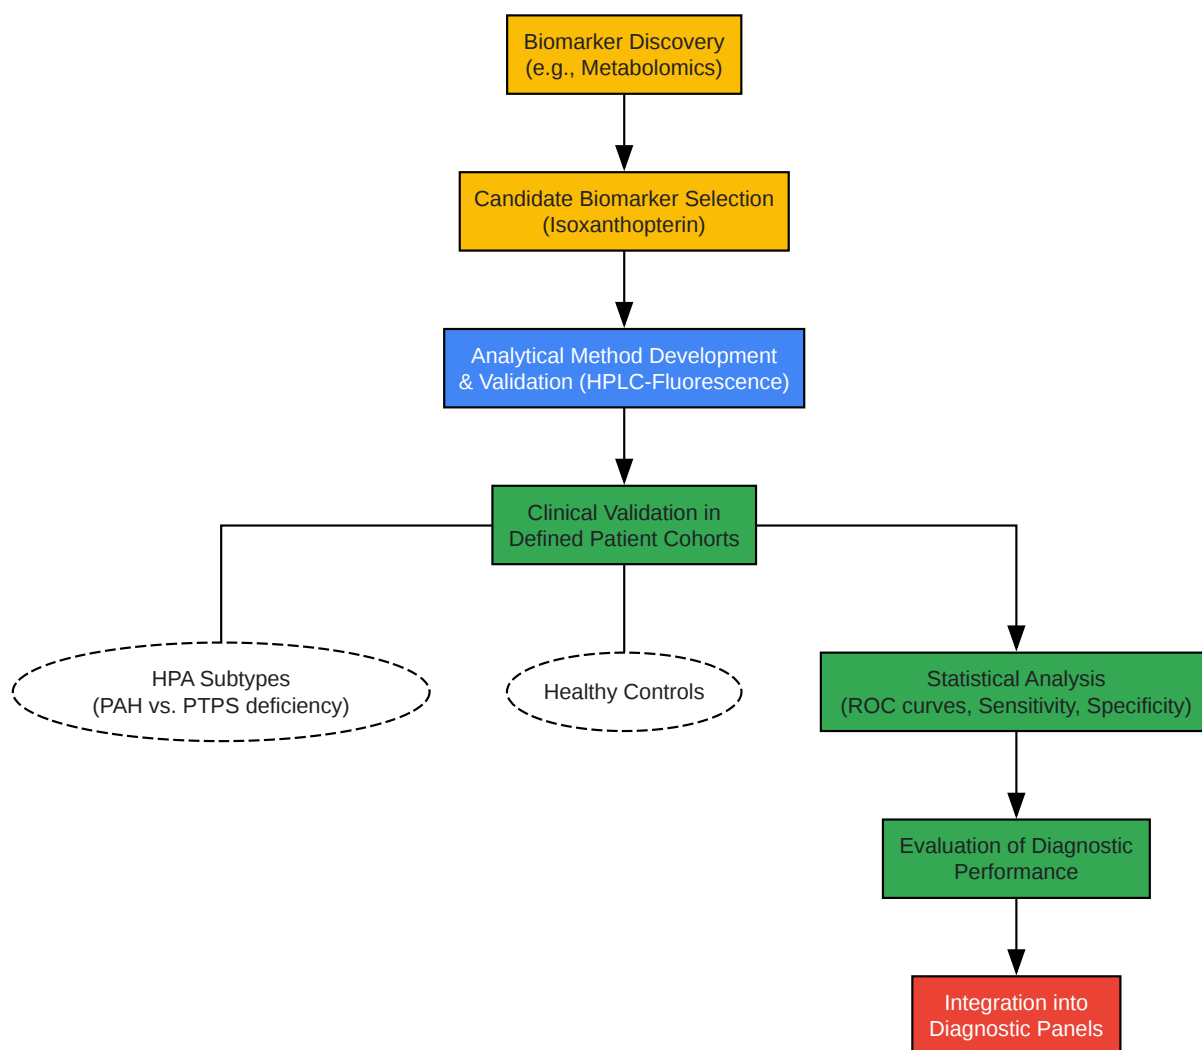 Biomarker Discovery
(e.g., Metabolomics)
Candidate Biomarker Selection
(Isoxanthopterin)
Analytical Method Development
& Validation (HPLC-Fluorescence)
Clinical Validation in
Defined Patient Cohorts
HPA Subtypes
(PAH vs. PTPS deficiency)
Healthy Controls
Statistical Analysis
(ROC curves, Sensitivity, Specificity)
Evaluation of Diagnostic
Performance
Integration into
Diagnostic Panels